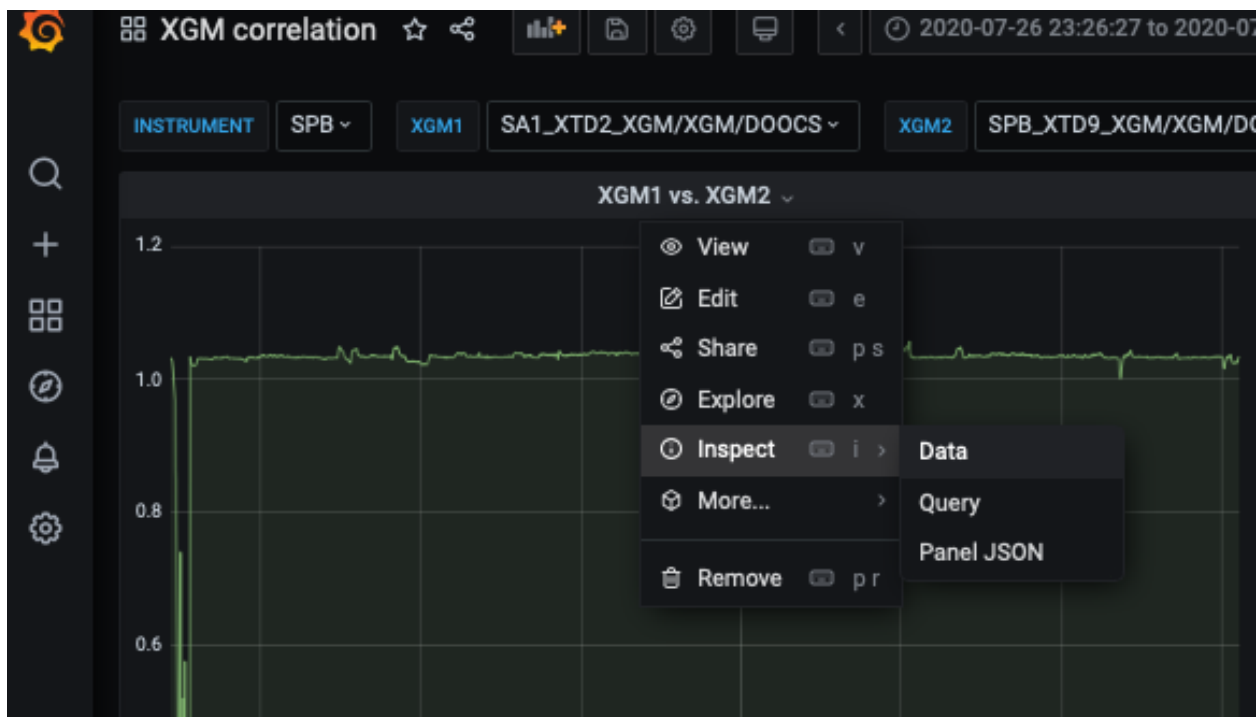 XGM correlation
2020-07-26 23:26:27 to 2020-07
INSTRUMENT SPB XGM1 SA1_XTD2_XGM/XGM/DOOCS XGM2 SPB_XTD9_XGM/XGM/DO
XGM1 vs. XGM2
1.2
1.0
0.8
0.6
View v
Edit e
Share p s
Explore x
Inspect i
More...
Remove p r
Data
Query
Panel JSON